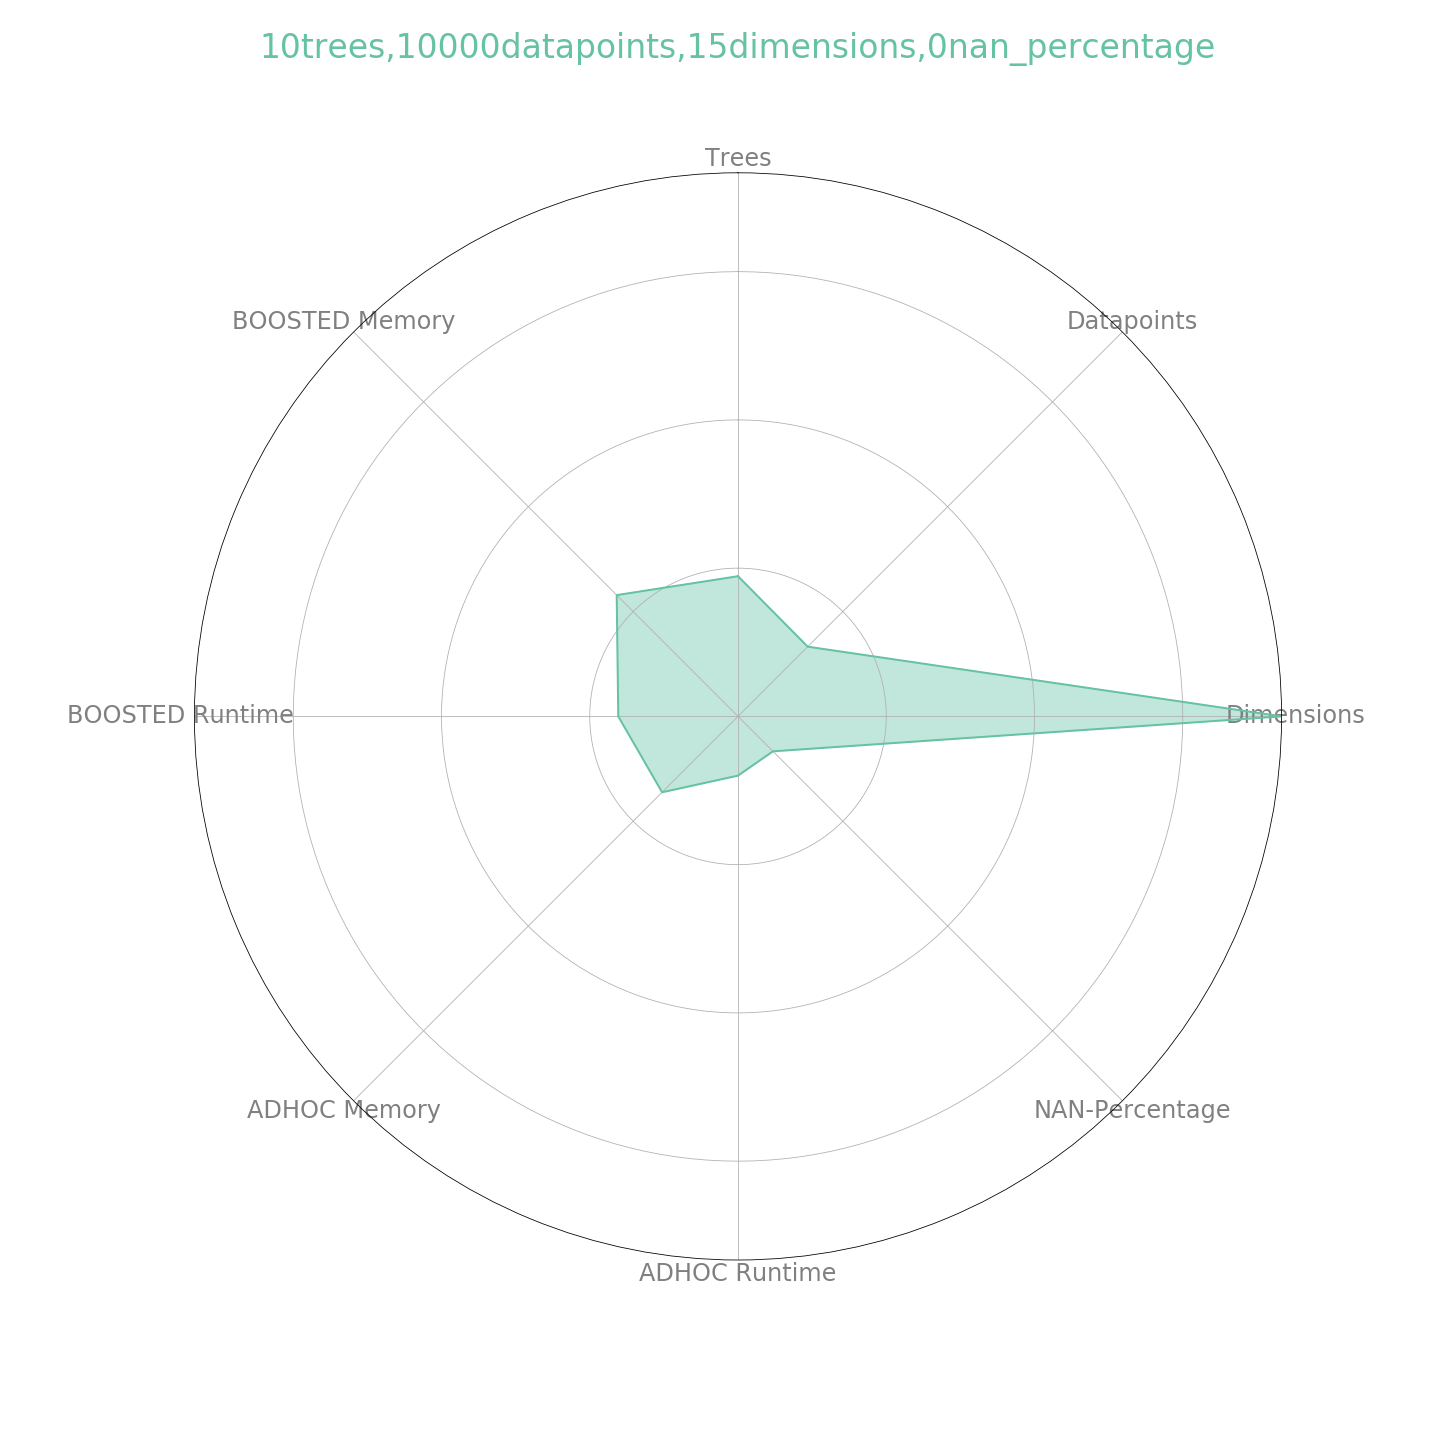 10trees,10000datapoints,15dimensions,0nan_percentage
Trees
BOOSTED Memory
Datapoints
BOOSTED Runtime
Dimensions
ADHOC Memory
NAN-Percentage
ADHOC Runtime